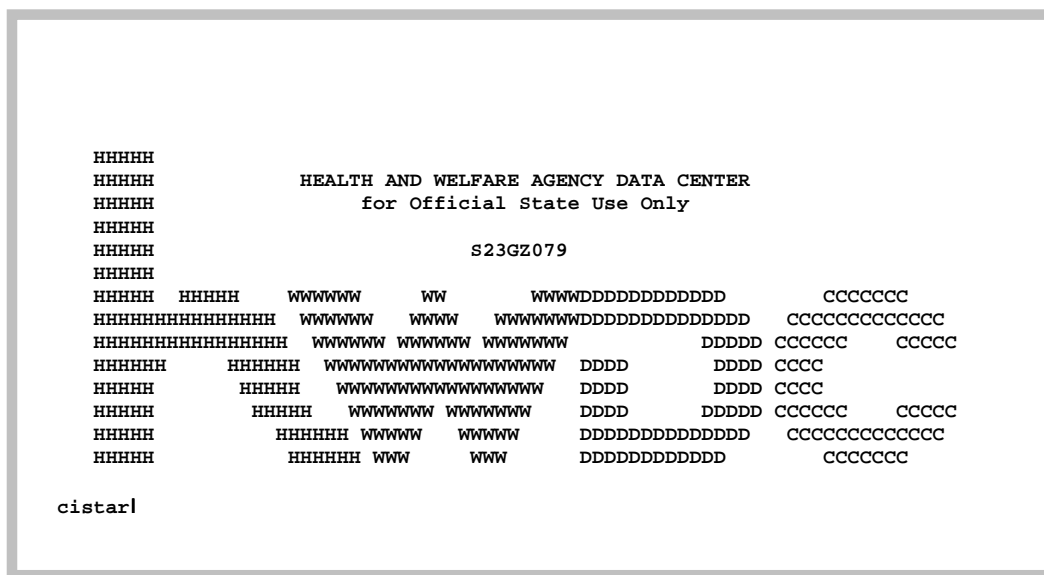 HHHHH
HHHHH HEALTH AND WELFARE AGENCY DATA CENTER
HHHHH for Official State Use Only
HHHHH
HHHHH S23GZ079
HHHHH
HHHHH HHHHH WWWWWW WW WWWWDDDDDDDDDDDD CCCCCCC
HHHHHHHHHHHHHHH WWWWWW WWWW WWWWWWWDDDDDDDDDDDDDD CCCCCCCCCCCCC
HHHHHHHHHHHHHHHH WWWWWW WWWWWW WWWWWWW DDDDD CCCCCC CCCCC
HHHHHH HHHHHH WWWWWWWWWWWWWWWWWWW DDDD DDDD CCCC
HHHHH HHHHH WWWWWWWWWWWWWWWWW DDDD DDDD CCCC
HHHHH HHHHH WWWWWWW WWWWWWW DDDD DDDDD CCCCCC CCCCC
HHHHH HHHHHH WWWWW WWWWW DDDDDDDDDDDDDD CCCCCCCCCCCCC
HHHHH HHHHHH WWW WWW DDDDDDDDDDDD CCCCCCC
cistar